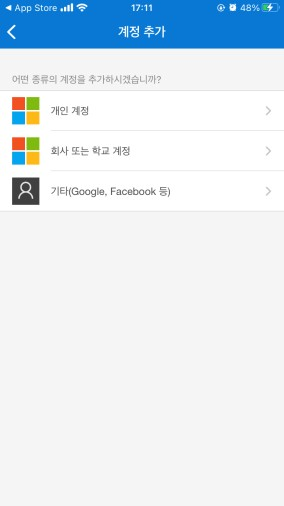 App Store
17:11
48%
계정 추가
어떤 종류의 계정을 추가하시겠습니까?
개인 계정
회사 또는 학교 계정
기타(Google, Facebook 등)